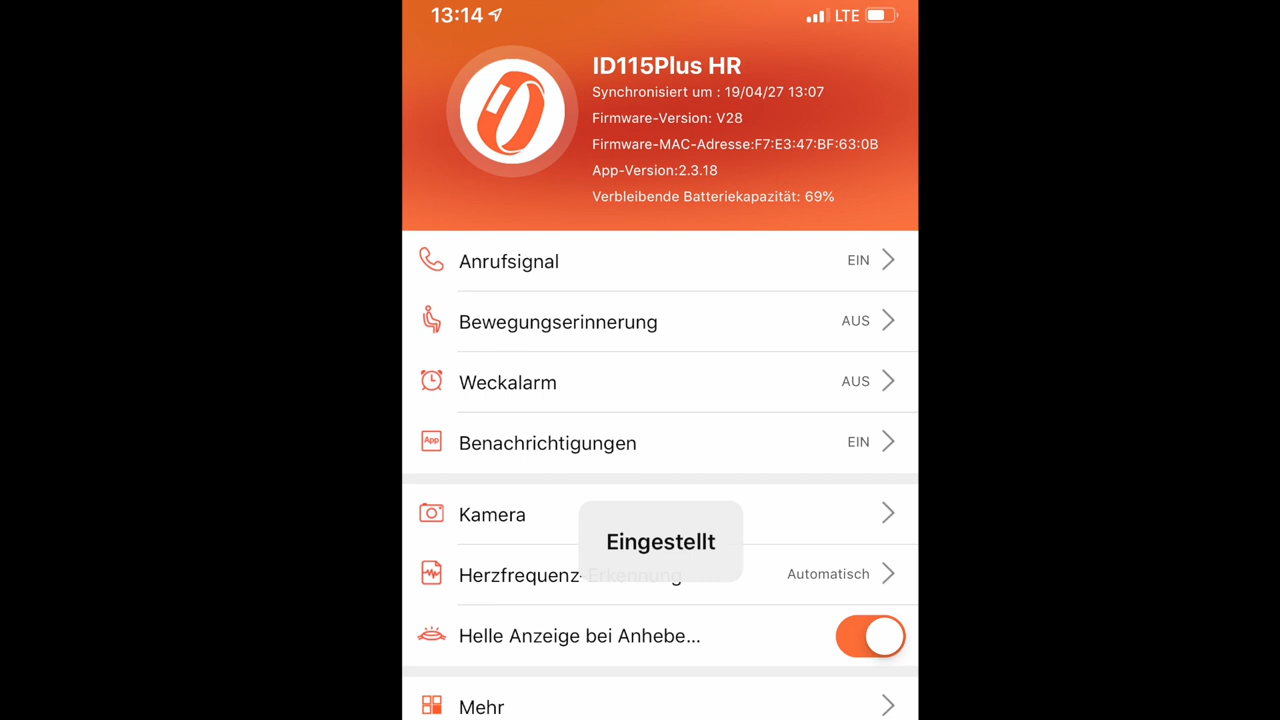 13:14 LTE
ID115Plus HR
Synchronisiert um : 19/04/27 13:07
Firmware-Version: V28
Firmware-MAC-Adresse:F7:E3:47:BF:63:0B
App-Version:2.3.18
Verbleibende Batteriekapazität: 69%
Anrufsignal EIN
Bewegungserinnerung AUS
Weckalarm AUS
App Benachrichtigungen EIN
Kamera
Eingestellt
Herzfrequenz-Erkennung Automatisch
Helle Anzeige bei Anhebe...
Mehr